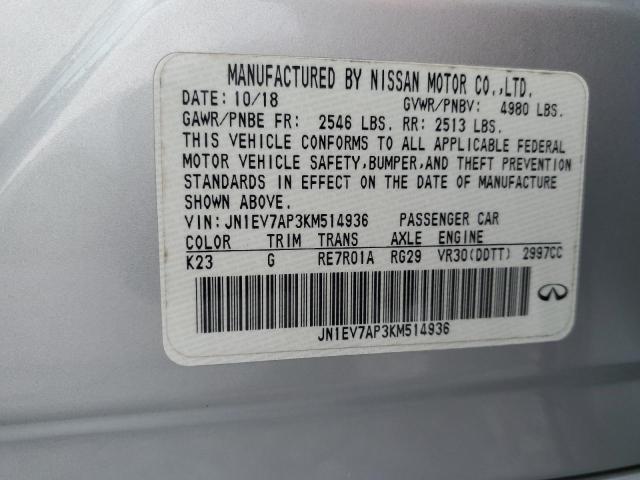 MANUFACTURED BY NISSAN MOTOR CO.,LTD.
DATE: 10/18 GVWR/PNBV: 4980 LBS.
GAWR/PNBE FR: 2546 LBS. RR: 2513 LBS.
THIS VEHICLE CONFORMS TO ALL APPLICABLE FEDERAL
MOTOR VEHICLE SAFETY,BUMPER,AND THEFT PREVENTION
STANDARDS IN EFFECT ON THE DATE OF MANUFACTURE
SHOWN ABOVE.
VIN: JN1EV7AP3KM514936 PASSENGER CAR
COLOR TRIM TRANS AXLE ENGINE
K23 G RE7R01A RG29 VR30(DDTT) 2997CC
JN1EV7AP3KM514936